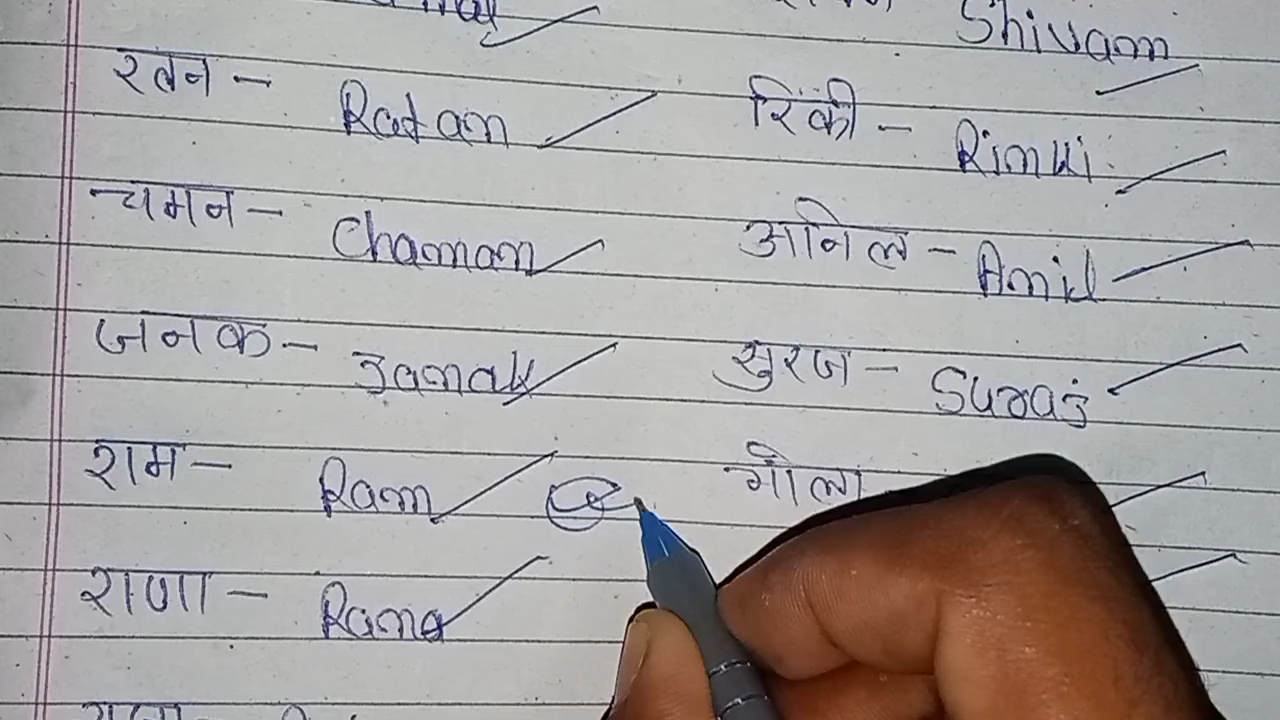 Shivam
रतन - Ratan
रिंकी - Rinki
चमन - Chaman
अनिल - Anil
जनक - Janak
सुरज - Suraj
राम - Ram
गोला
राणा - Rana